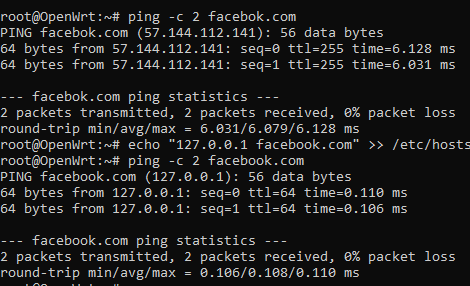 root@OpenWrt:~# ping -c 2 facebok.com
PING facebok.com (57.144.112.141): 56 data bytes
64 bytes from 57.144.112.141: seq=0 ttl=255 time=6.128 ms
64 bytes from 57.144.112.141: seq=1 ttl=255 time=6.031 ms

--- facebok.com ping statistics ---
2 packets transmitted, 2 packets received, 0% packet loss
round-trip min/avg/max = 6.031/6.079/6.128 ms
root@OpenWrt:~# echo "127.0.0.1 facebook.com" >> /etc/hosts
root@OpenWrt:~# ping -c 2 facebook.com
PING facebook.com (127.0.0.1): 56 data bytes
64 bytes from 127.0.0.1: seq=0 ttl=64 time=0.110 ms
64 bytes from 127.0.0.1: seq=1 ttl=64 time=0.106 ms

--- facebook.com ping statistics ---
2 packets transmitted, 2 packets received, 0% packet loss
round-trip min/avg/max = 0.106/0.108/0.110 ms